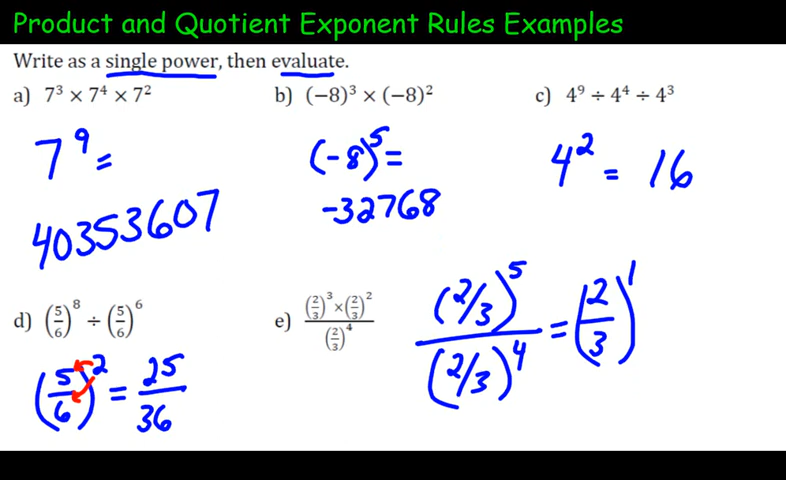 Product and Quotient Exponent Rules Examples
Write as a single power, then evaluate.
a) 7³ × 7⁴ × 7²
b) (−8)³ × (−8)²
c) 4⁹ ÷ 4⁴ ÷ 4³
7⁹ =
40353607
(-8)⁵ =
-32768
4² = 16
d) (5/6)⁸ ÷ (5/6)⁶
e) (2/3)³×(2/3)² / (2/3)⁴
(2/3)⁵ / (2/3)⁴ = (2/3)¹
(5/6)² = 25/36